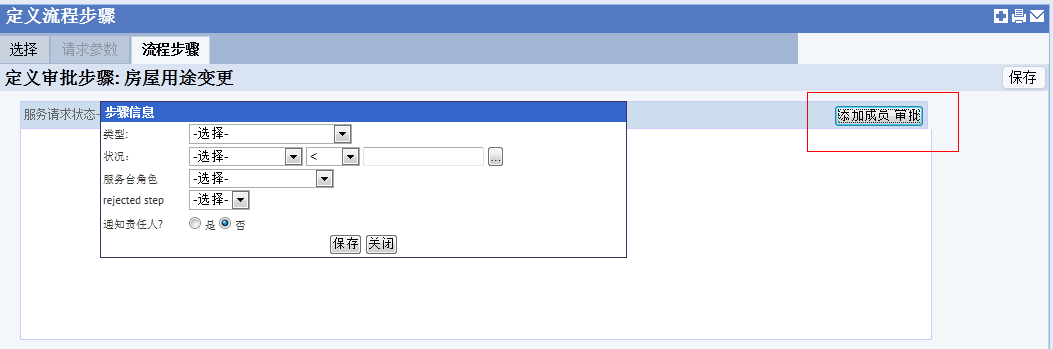 定义流程步骤
选择 请求参数 流程步骤
定义审批步骤: 房屋用途变更 保存
服务请求状态- 添加成员 审批
步骤信息
类型: -选择-
状况: -选择- < ...
服务台角色 -选择-
rejected step -选择-
通知责任人? 是 否
保存 关闭